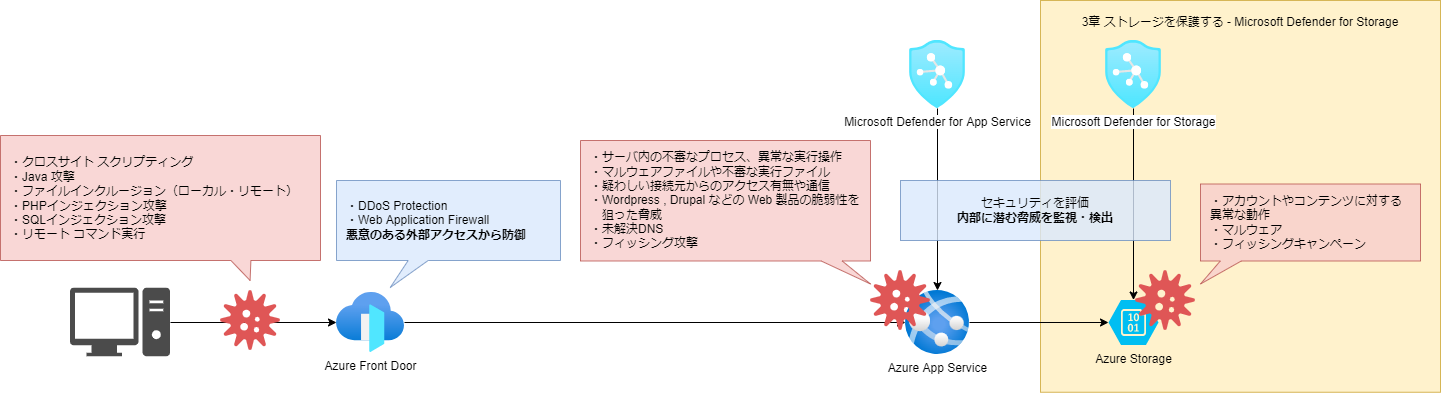 3章 ストレージを保護する - Microsoft Defender for Storage
Microsoft Defender for App Service
Microsoft Defender for Storage
・クロスサイト スクリプティング
・Java 攻撃
・ファイルインクルージョン（ローカル・リモート）
・PHPインジェクション攻撃
・SQLインジェクション攻撃
・リモート コマンド実行
・DDoS Protection
・Web Application Firewall
悪意のある外部アクセスから防御
・サーバ内の不審なプロセス、異常な実行操作
・マルウェアファイルや不審な実行ファイル
・疑わしい接続元からのアクセス有無や通信
・Wordpress , Drupal などの Web 製品の脆弱性を
狙った脅威
・未解決DNS
・フィッシング攻撃
セキュリティを評価
内部に潜む脅威を監視・検出
・アカウントやコンテンツに対する
異常な動作
・マルウェア
・フィッシングキャンペーン
10
01
Azure Front Door
Azure App Service
Azure Storage